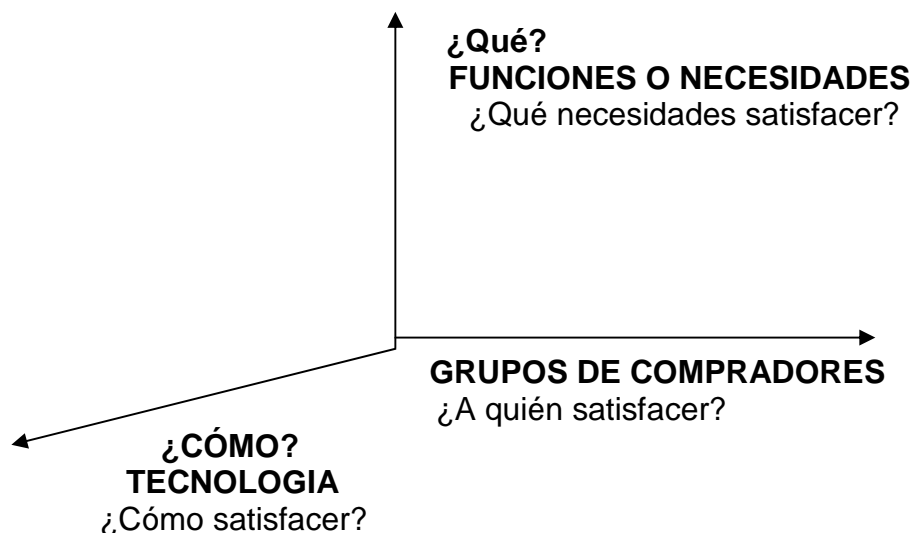 ¿Qué?
FUNCIONES O NECESIDADES
¿Qué necesidades satisfacer?
GRUPOS DE COMPRADORES
¿A quién satisfacer?
¿CÓMO?
TECNOLOGIA
¿Cómo satisfacer?